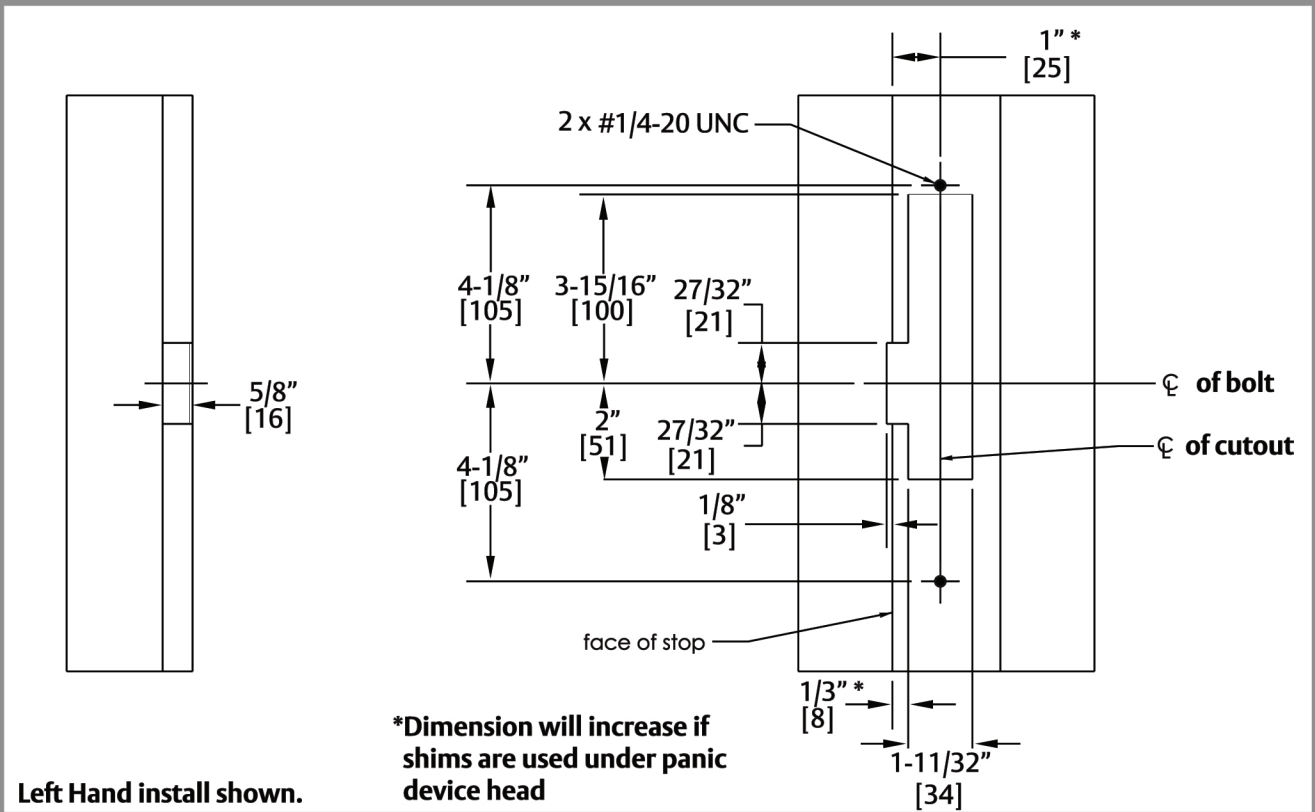 1” *
[25]
2 x #1/4-20 UNC
4-1/8”
[105]
3-15/16”
[100]
27/32”
[21]
5/8”
[16]
℄ of bolt
2”
[51]
27/32”
[21]
℄ of cutout
4-1/8”
[105]
1/8”
[3]
face of stop
1/3” *
[8]
1-11/32”
[34]
*Dimension will increase if
shims are used under panic
device head
Left Hand install shown.